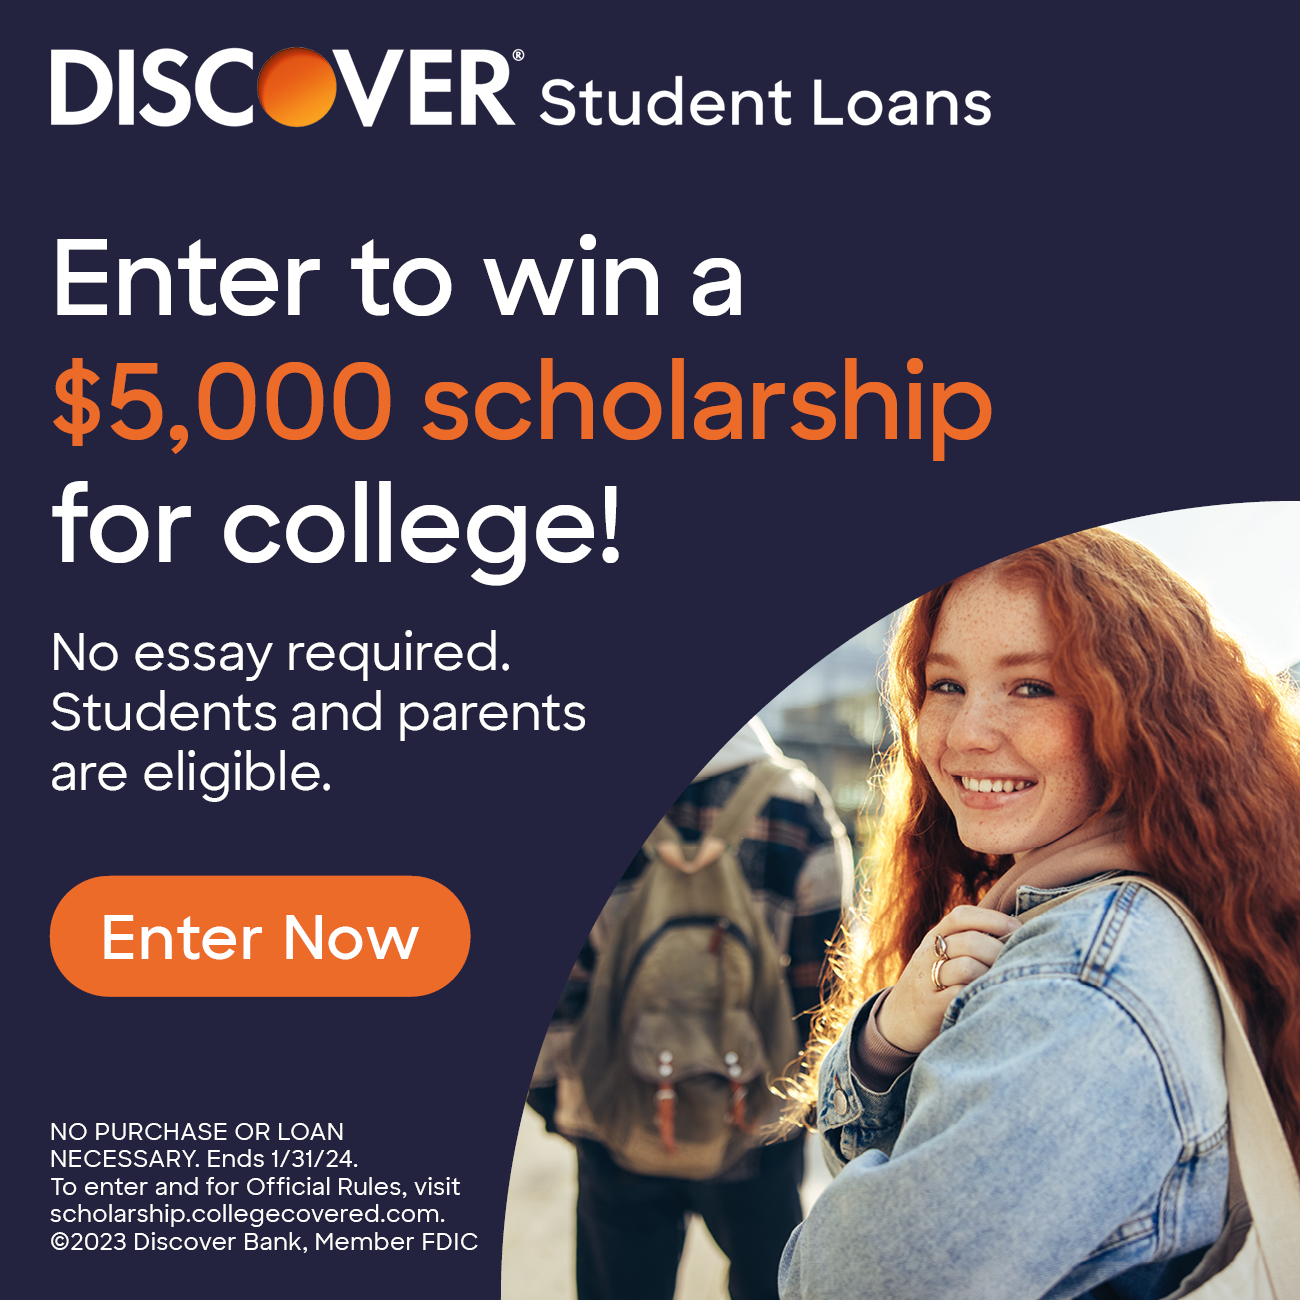 DISCOVER® Student Loans
Enter to win a
$5,000 scholarship
for college!
No essay required.
Students and parents
are eligible.
Enter Now
NO PURCHASE OR LOAN
NECESSARY. Ends 1/31/24.
To enter and for Official Rules, visit
scholarship.collegecovered.com.
©2023 Discover Bank, Member FDIC